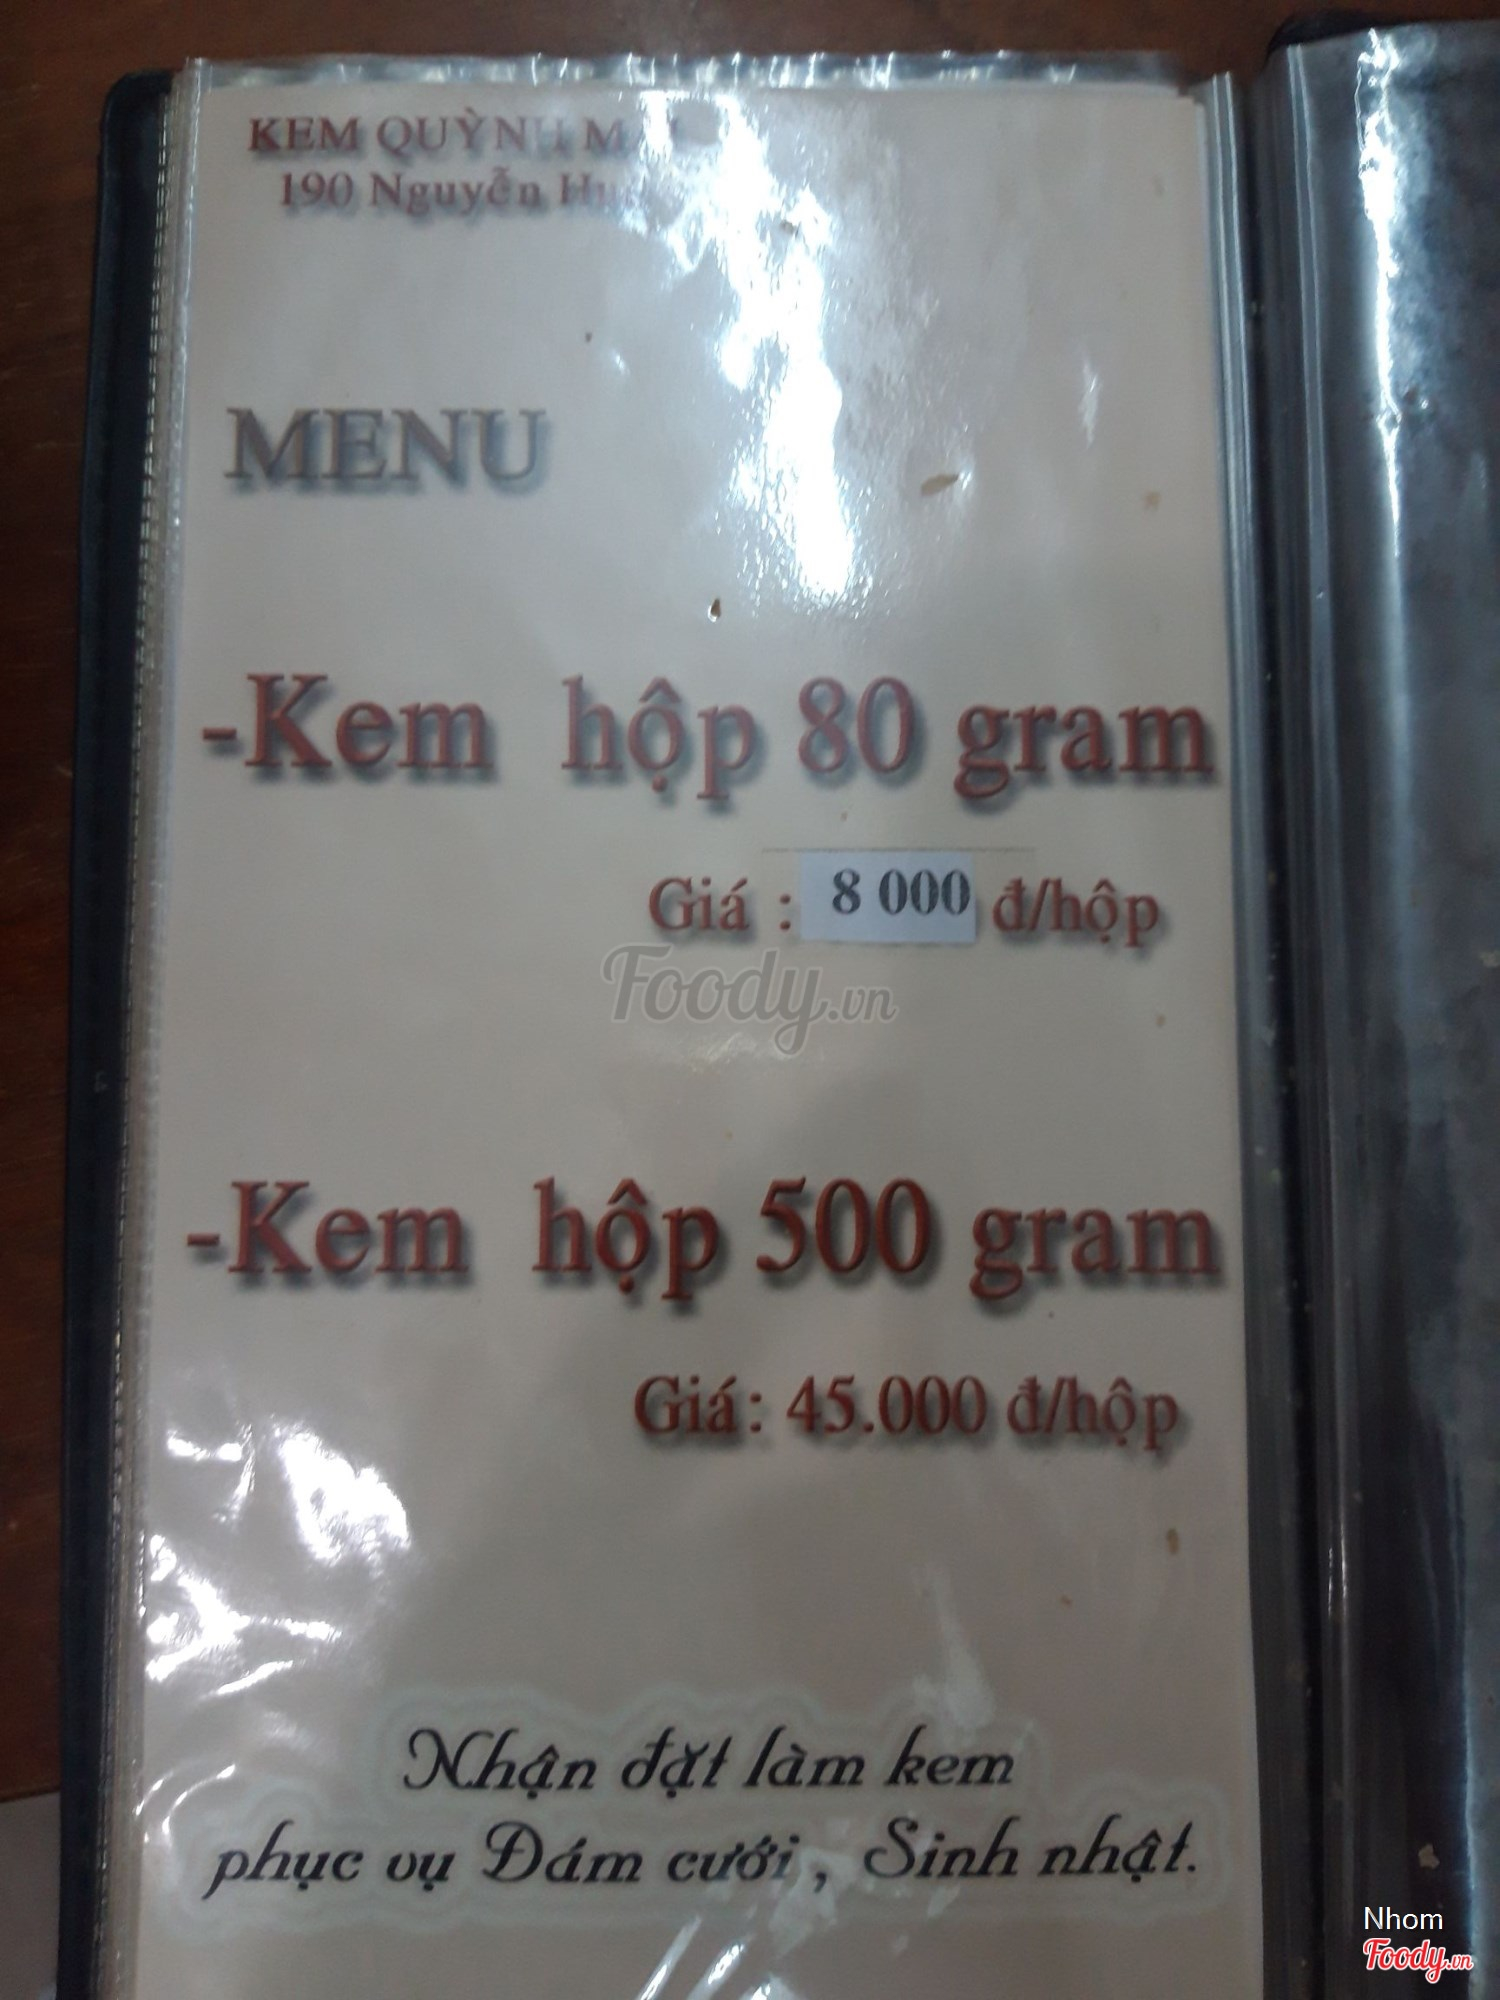 KEM QUỲNH
190 Nguyễn
MENU
-Kem hộp 80 gram
Giá : 8 000 đ/hộp
Foody.vn
-Kem hộp 500 gram
Giá: 45.000 đ/hộp
Nhận đặt làm kem
phục vụ Đám cưới , Sinh nhật.
Nhom
Foody.vn